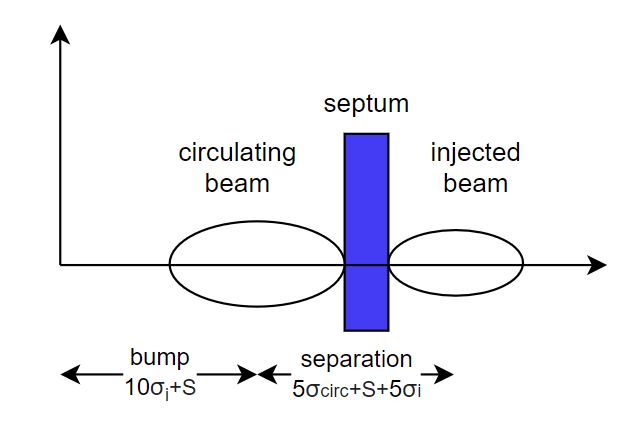 septum
circulating
beam
injected
beam
bump
10σi+S
separation
5σcirc+S+5σi